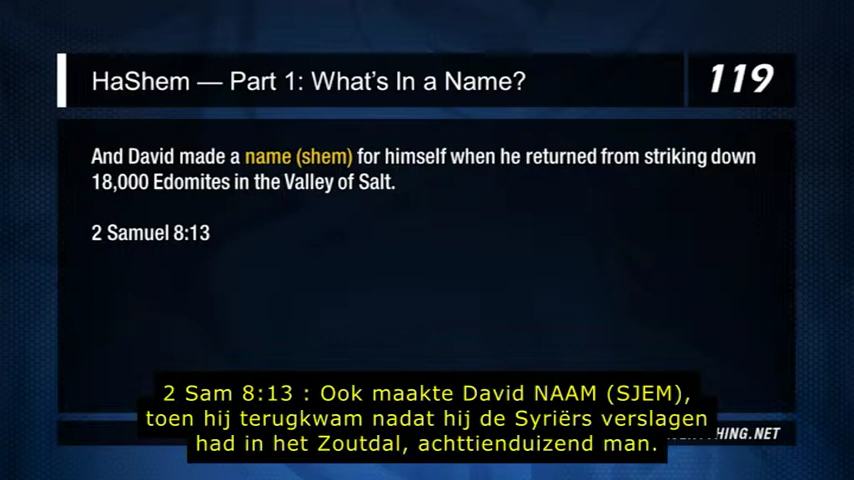 HaShem — Part 1: What's In a Name?
119
And David made a name (shem) for himself when he returned from striking down
18,000 Edomites in the Valley of Salt.
2 Samuel 8:13
2 Sam 8:13 : Ook maakte David NAAM (SJEM),
toen hij terugkwam nadat hij de Syriërs verslagen
had in het Zoutdal, achttienduizend man.
HING.NET